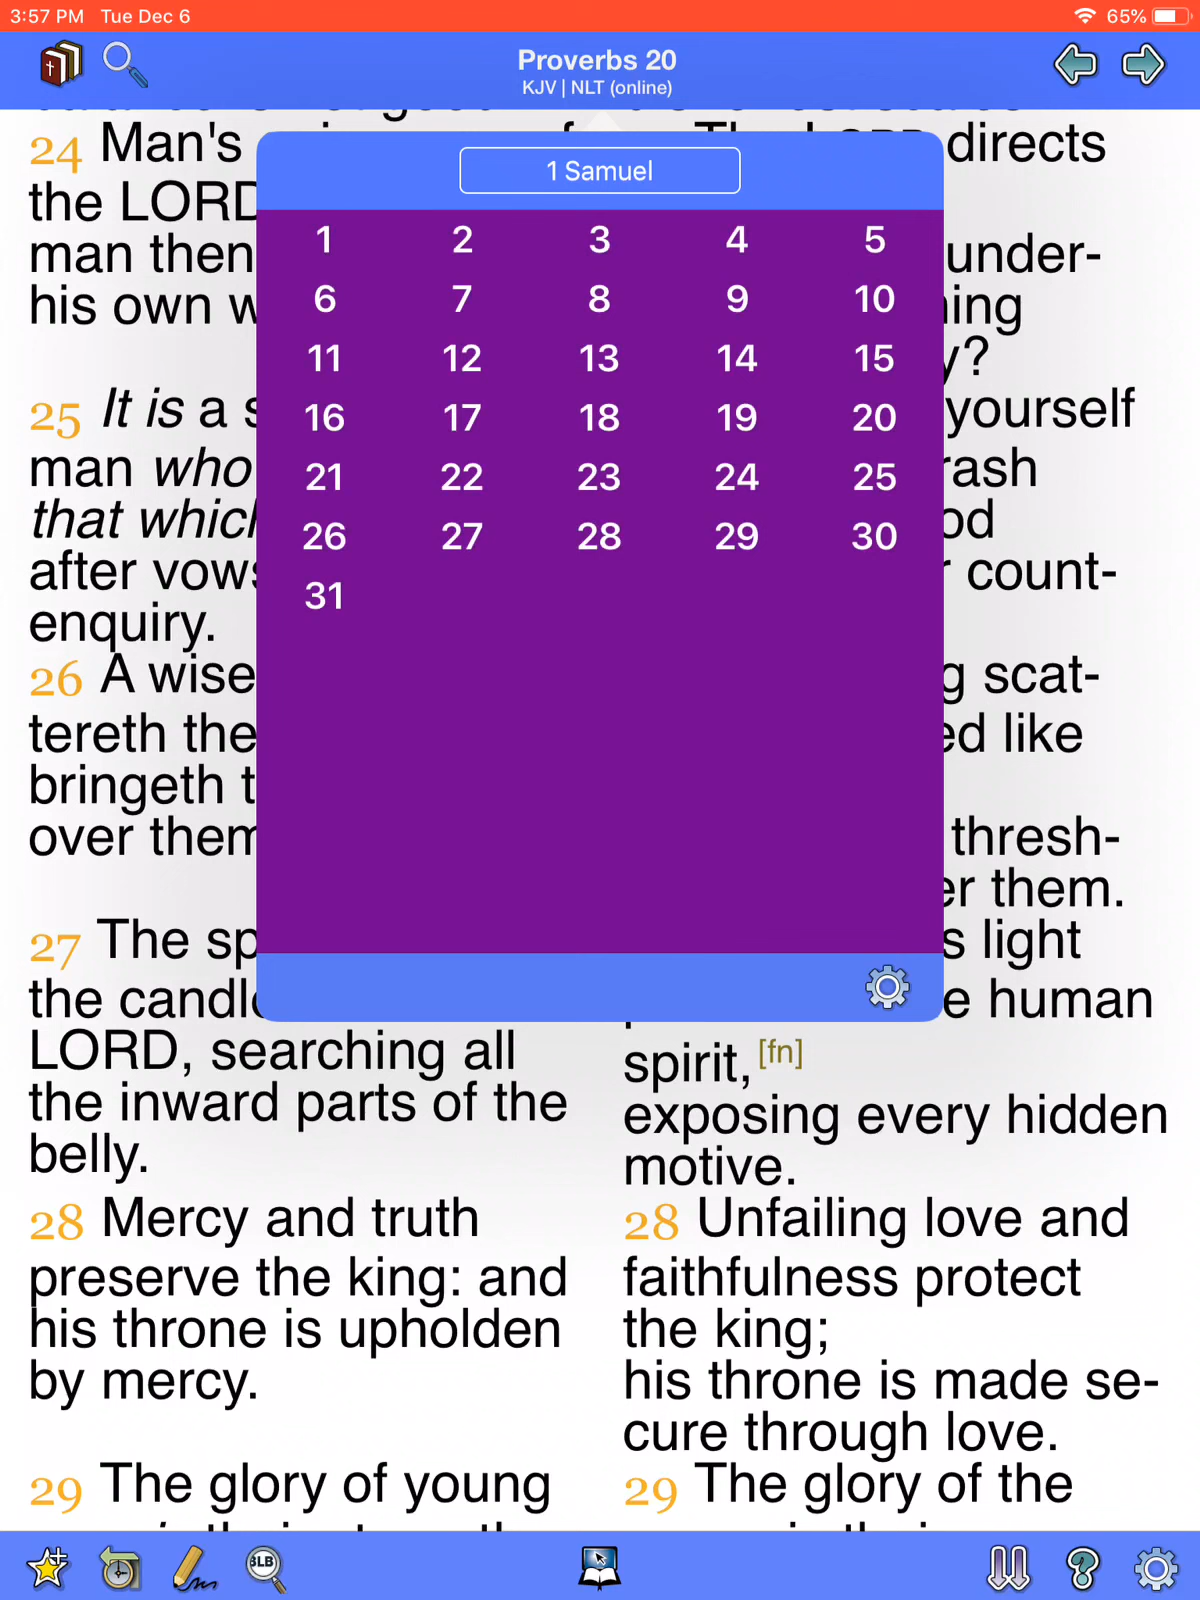 3:57 PM Tue Dec 6
65%
Proverbs 20
KJV | NLT (online)
24 Man's
the LORD
man then
his own
25 It is a
man who
that which
after vows
enquiry.
26 A wise
tereth the
bringeth
over them
27 The
the candle
LORD, searching all
the inward parts of the
belly.
28 Mercy and truth
preserve the king: and
his throne is upholden
by mercy.
29 The glory of young
1 Samuel
1 2 3 4 5
6 7 8 9 10
11 12 13 14 15
16 17 18 19 20
21 22 23 24 25
26 27 28 29 30
31
directs
under-
yourself
rash
count-
scat-
like
thresh-
them.
light
human
spirit, [fn]
exposing every hidden
motive.
28 Unfailing love and
faithfulness protect
the king;
his throne is made se-
cure through love.
29 The glory of the
BLB